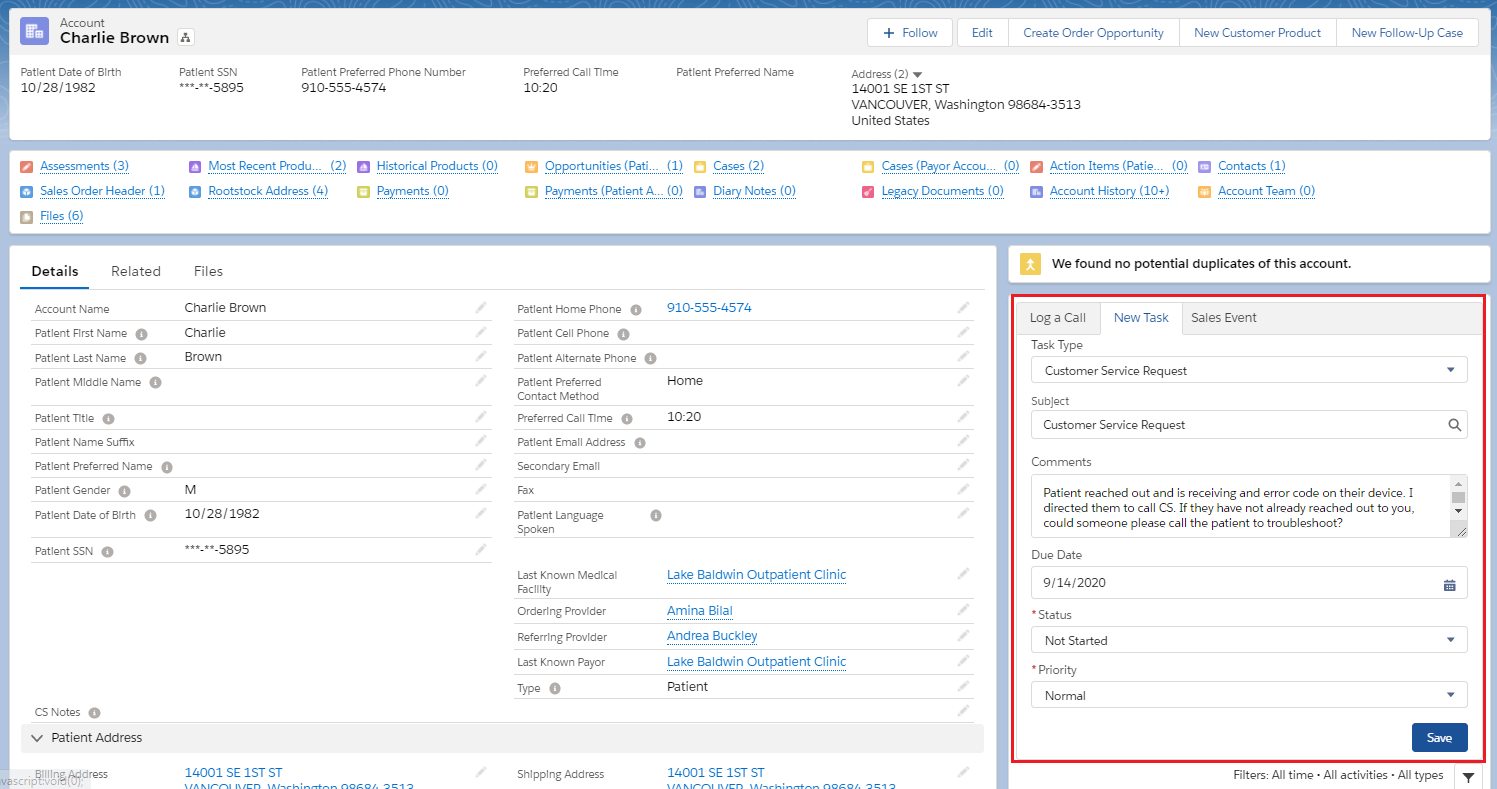 Account
Charlie Brown
+ Follow
Edit
Create Order Opportunity
New Customer Product
New Follow-Up Case
Patient Date of Birth
10/28/1982
Patient SSN
***-**-5895
Patient Preferred Phone Number
910-555-4574
Preferred Call Time
10:20
Patient Preferred Name
Address (2)
14001 SE 1ST ST
VANCOUVER, Washington 98684-3513
United States
Assessments (3)
Most Recent Produ... (2)
Historical Products (0)
Opportunities (Pati... (1)
Cases (2)
Cases (Payor Accou... (0)
Action Items (Patie... (0)
Contacts (1)
Sales Order Header (1)
Rootstock Address (4)
Payments (0)
Payments (Patient A... (0)
Diary Notes (0)
Legacy Documents (0)
Account History (10+)
Account Team (0)
Files (6)
Details
Related
Files
Account Name
Charlie Brown
Patient First Name
Charlie
Patient Last Name
Brown
Patient Middle Name
Patient Title
Patient Name Suffix
Patient Preferred Name
Patient Gender
M
Patient Date of Birth
10/28/1982
Patient SSN
***-**-5895
CS Notes
Patient Home Phone
910-555-4574
Patient Cell Phone
Patient Alternate Phone
Patient Preferred
Contact Method
Home
Preferred Call Time
10:20
Patient Email Address
Secondary Email
Fax
Patient Language
Spoken
Last Known Medical
Facility
Lake Baldwin Outpatient Clinic
Ordering Provider
Amina Bilal
Referring Provider
Andrea Buckley
Last Known Payor
Lake Baldwin Outpatient Clinic
Type
Patient
Patient Address
Billing Address
14001 SE 1ST ST
VANCOUVER, Washington 98684-3513
Shipping Address
14001 SE 1ST ST
VANCOUVER, Washington 98684-3513
vascript:void(0);
We found no potential duplicates of this account.
Log a Call
New Task
Sales Event
Task Type
Customer Service Request
Subject
Customer Service Request
Comments
Patient reached out and is receiving and error code on their device. I
directed them to call CS. If they have not already reached out to you,
could someone please call the patient to troubleshoot?
Due Date
9/14/2020
* Status
Not Started
* Priority
Normal
Save
Filters: All time • All activities • All types